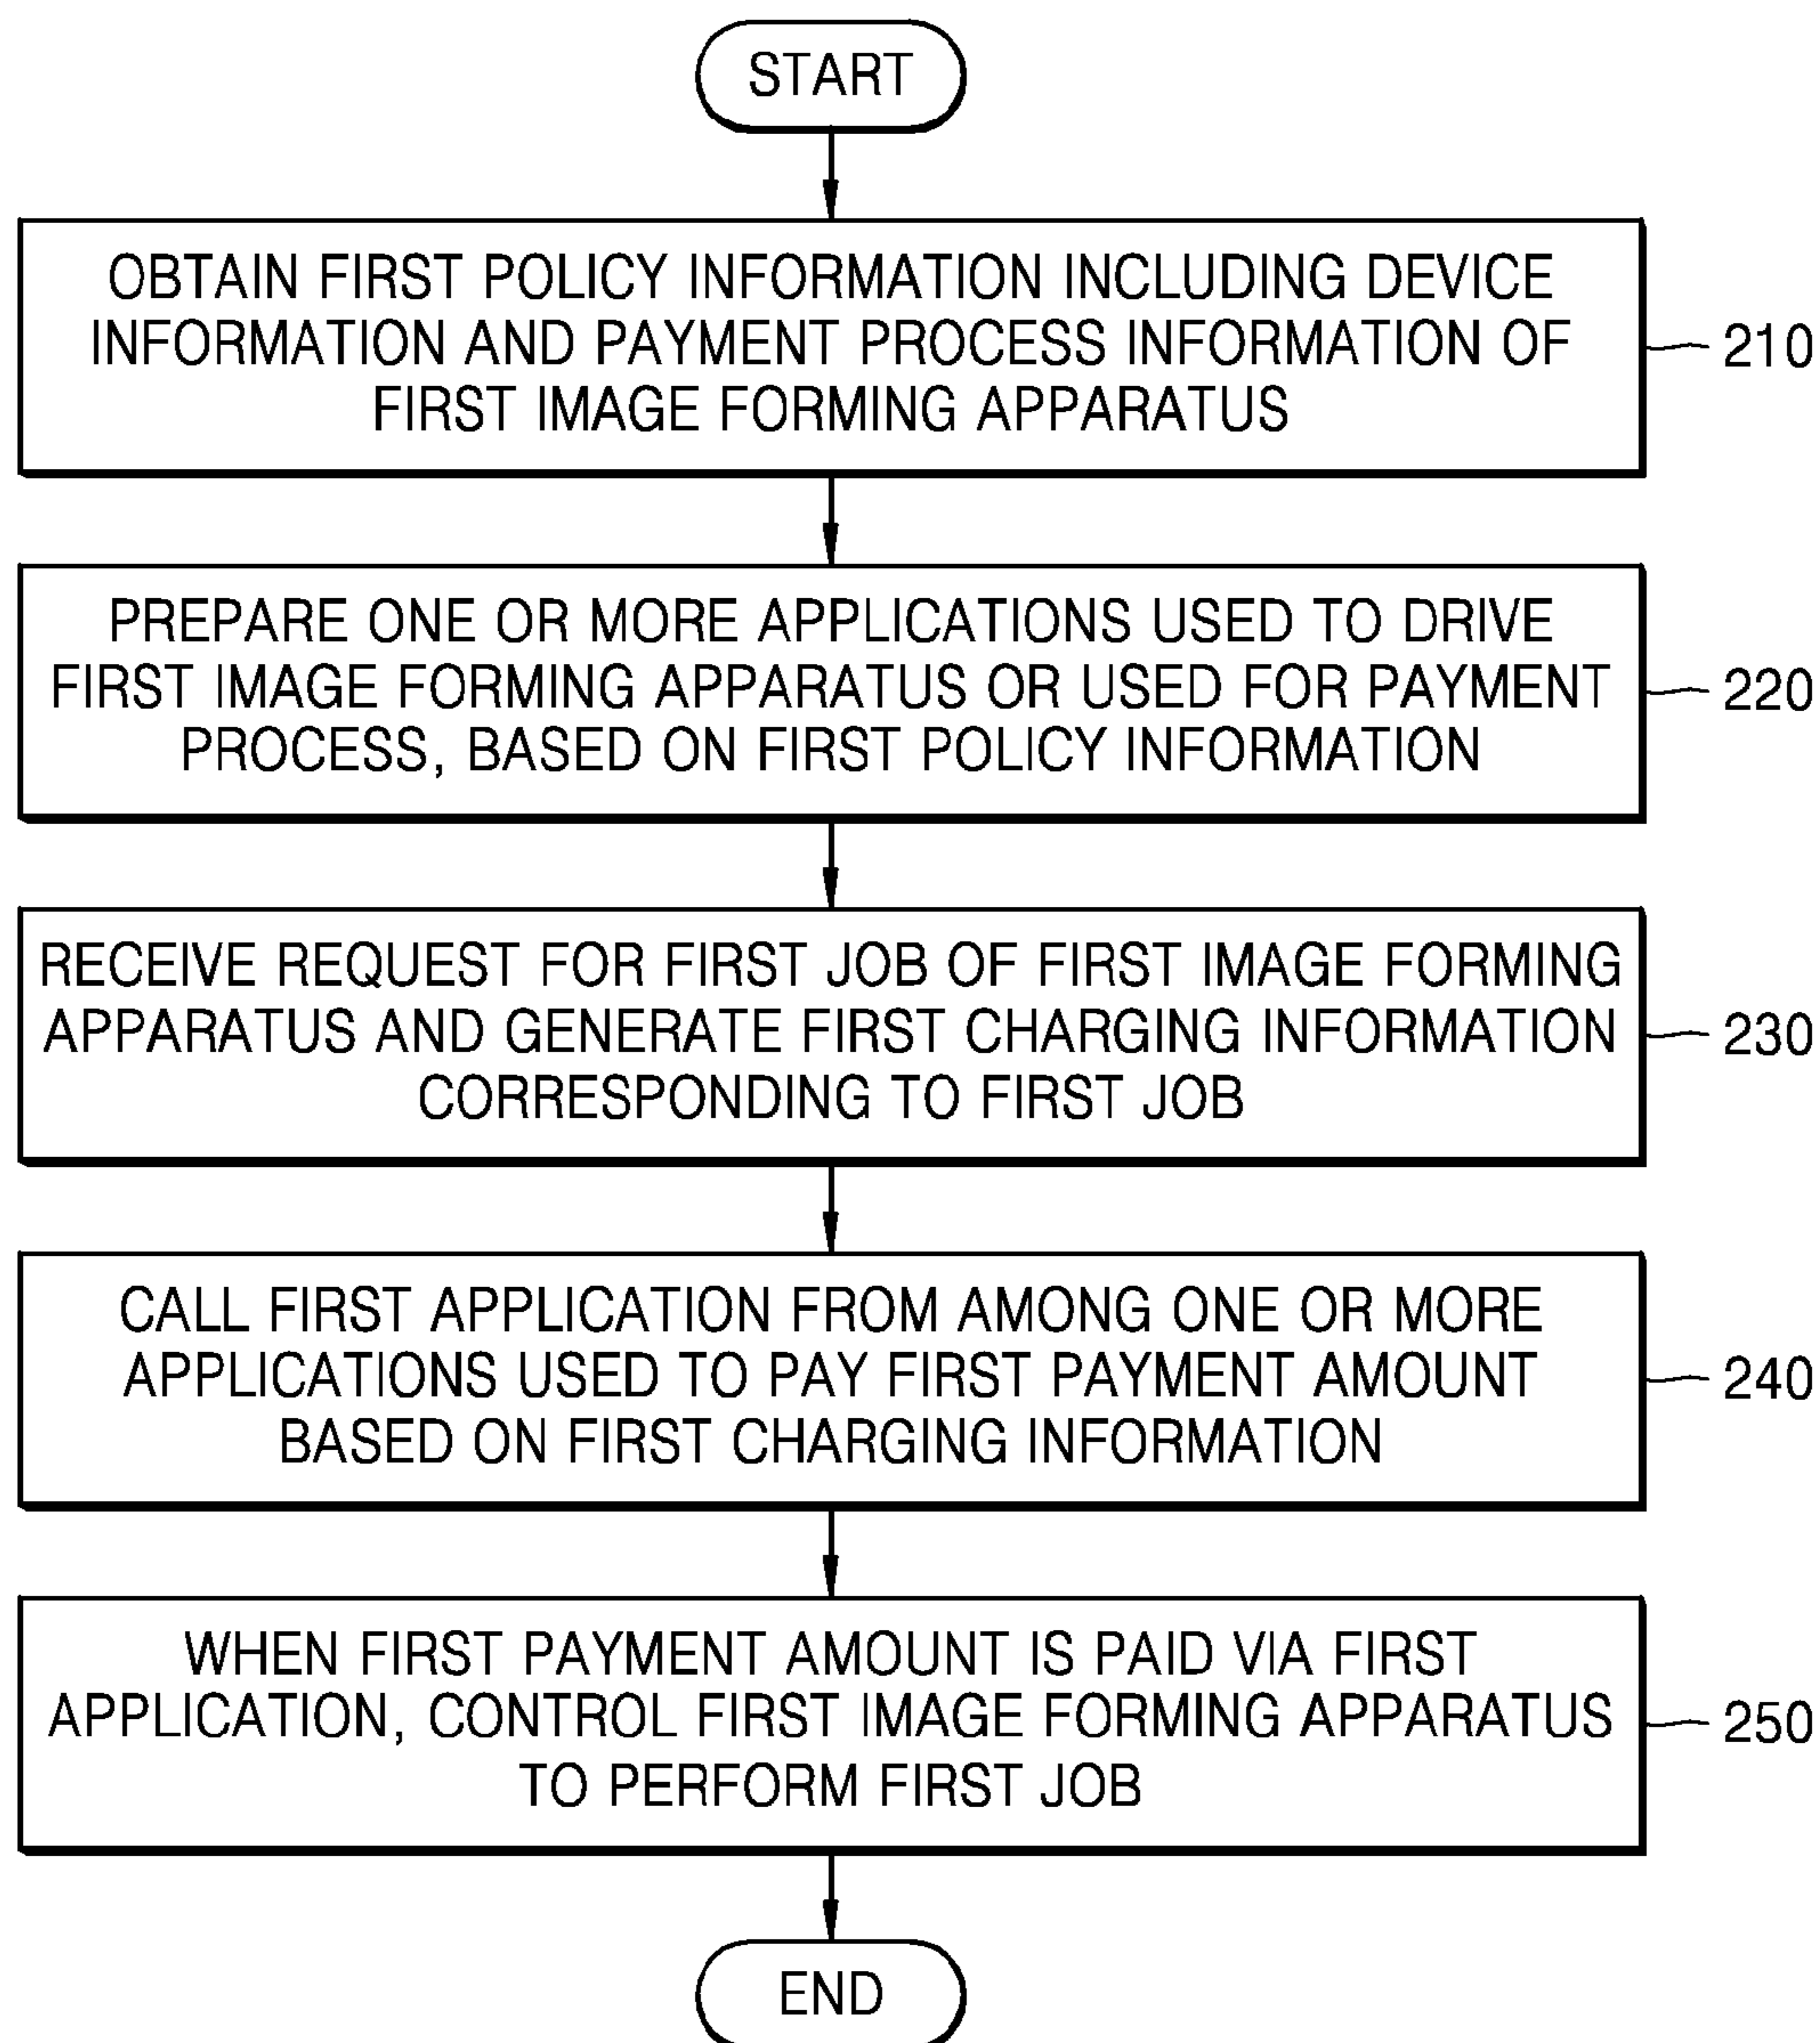 START
OBTAIN FIRST POLICY INFORMATION INCLUDING DEVICE
INFORMATION AND PAYMENT PROCESS INFORMATION OF
FIRST IMAGE FORMING APPARATUS
210
PREPARE ONE OR MORE APPLICATIONS USED TO DRIVE
FIRST IMAGE FORMING APPARATUS OR USED FOR PAYMENT
PROCESS, BASED ON FIRST POLICY INFORMATION
220
RECEIVE REQUEST FOR FIRST JOB OF FIRST IMAGE FORMING
APPARATUS AND GENERATE FIRST CHARGING INFORMATION
CORRESPONDING TO FIRST JOB
230
CALL FIRST APPLICATION FROM AMONG ONE OR MORE
APPLICATIONS USED TO PAY FIRST PAYMENT AMOUNT
BASED ON FIRST CHARGING INFORMATION
240
WHEN FIRST PAYMENT AMOUNT IS PAID VIA FIRST
APPLICATION, CONTROL FIRST IMAGE FORMING APPARATUS
TO PERFORM FIRST JOB
250
END